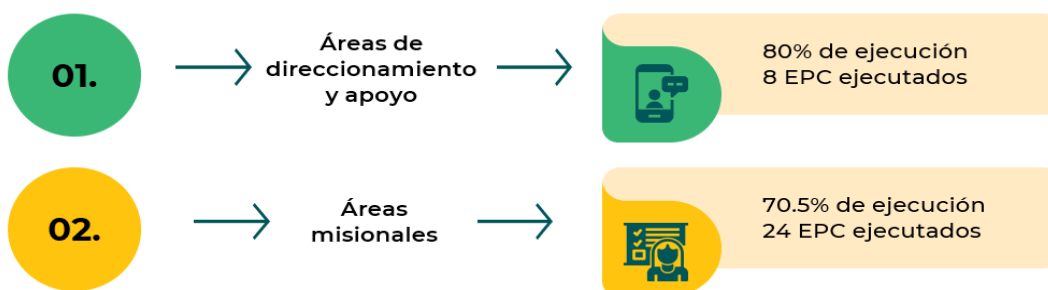 01.
Áreas de
direccionamiento
y apoyo
80% de ejecución
8 EPC ejecutados
02.
Áreas
misionales
70.5% de ejecución
24 EPC ejecutados